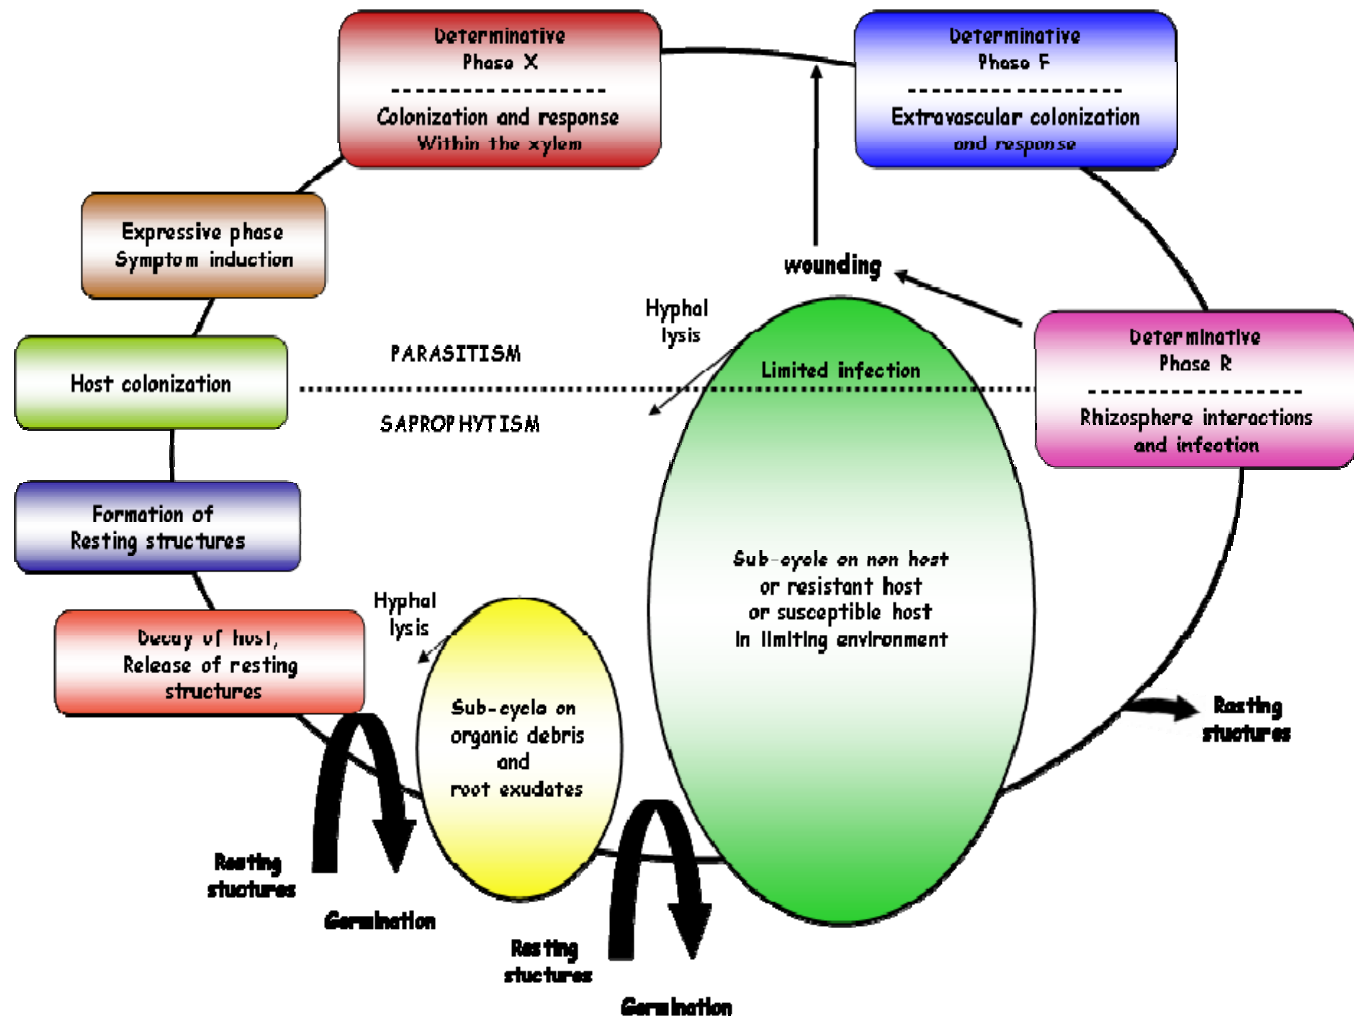 Determinative
Phase X
Colonization and response
Within the xylem
Determinative
Phase F
Extravascular colonization
and response
Expressive phase
Symptom induction
wounding
Hyphal
lysis
Determinative
Phase R
Rhizosphere interactions
and infection
Host colonization
PARASITISM
SAPROPHYTISM
Limited infection
Formation of
Resting structures
Sub-cycle on non host
or resistant host
or susceptible host
in limiting environment
Decay of host,
Release of resting
structures
Hyphal
lysis
Sub-cycle on
organic debris
and
root exudates
Resting
stuctures
Resting
stuctures
Germination
Resting
stuctures
Germination